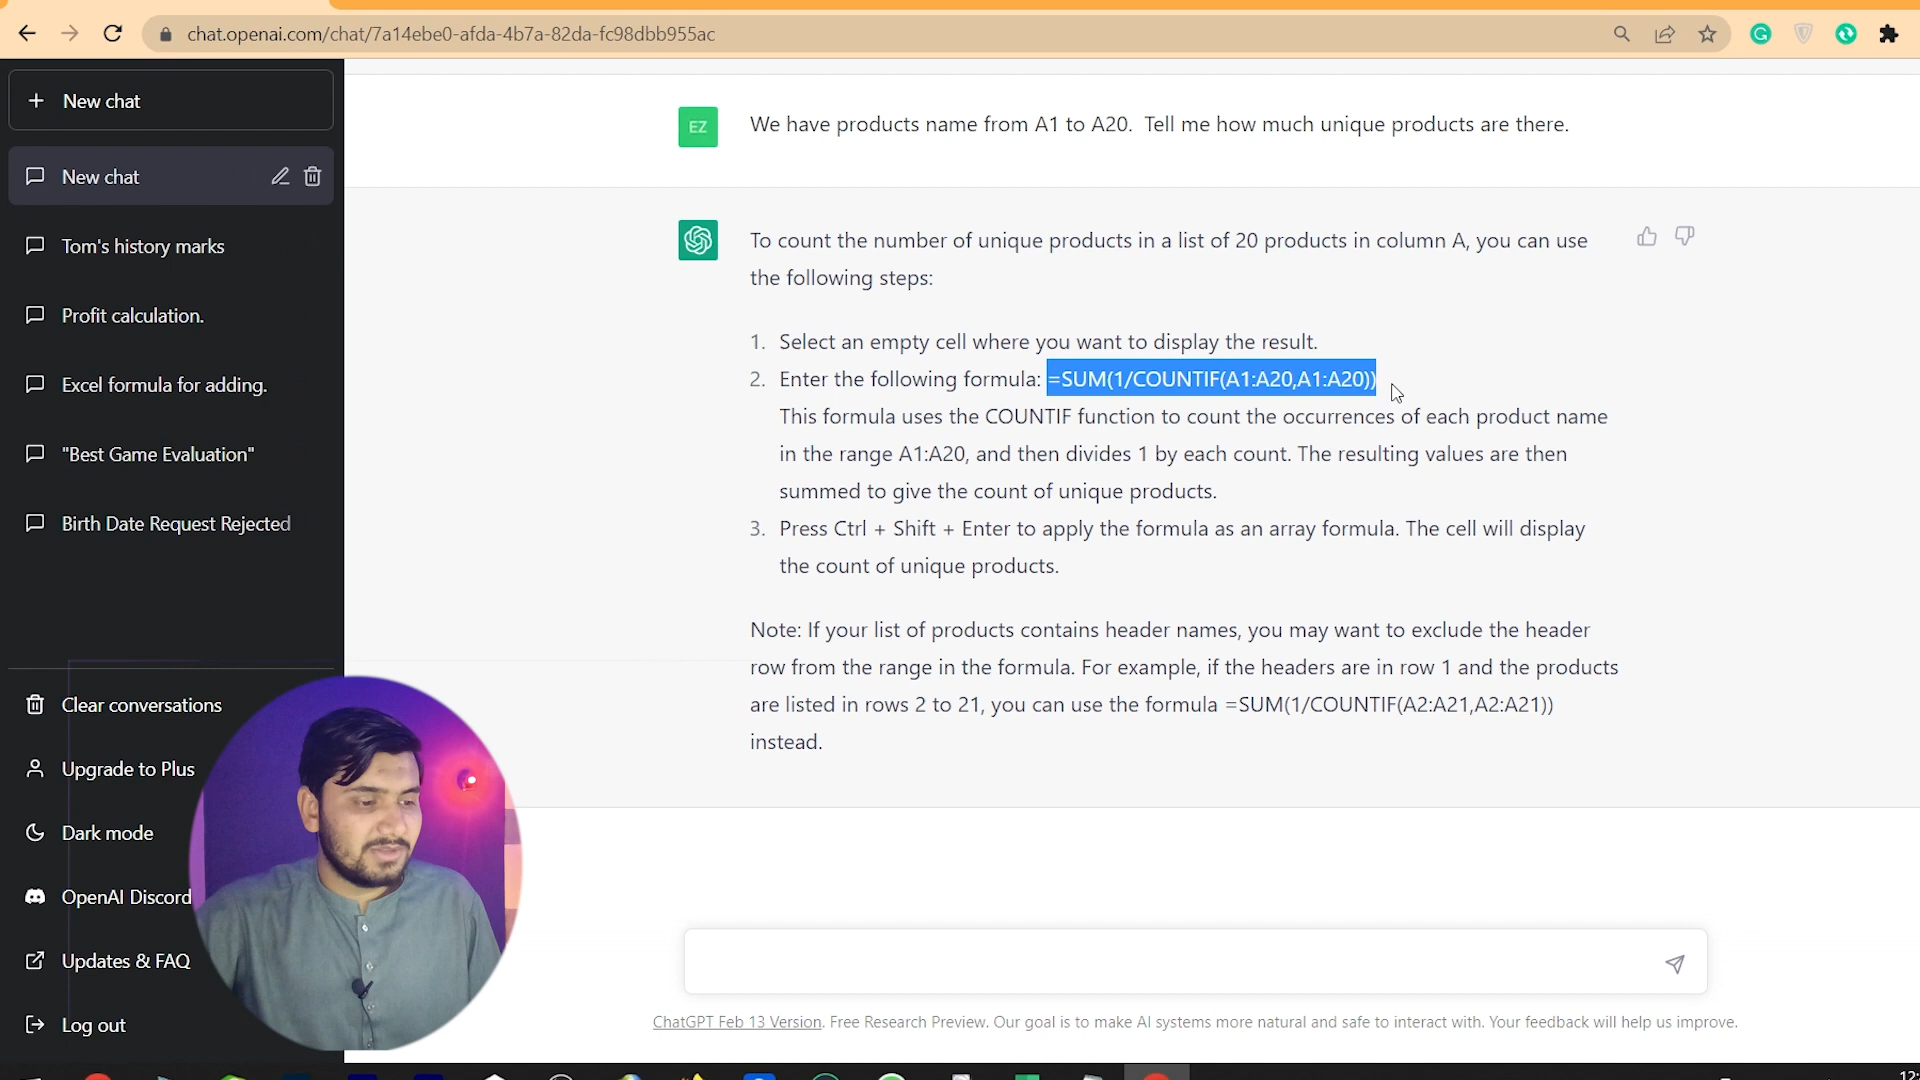 chat.openai.com/chat/7a14ebe0-afda-4b7a-82da-fc98dbb955ac
New chat
New chat
Tom's history marks
Profit calculation.
Excel formula for adding.
"Best Game Evaluation"
Birth Date Request Rejected
Clear conversations
Upgrade to Plus
Dark mode
OpenAI Discord
Updates & FAQ
Log out
EZ
We have products name from A1 to A20. Tell me how much unique products are there.
To count the number of unique products in a list of 20 products in column A, you can use
the following steps:
1. Select an empty cell where you want to display the result.
2. Enter the following formula: =SUM(1/COUNTIF(A1:A20,A1:A20))
This formula uses the COUNTIF function to count the occurrences of each product name
in the range A1:A20, and then divides 1 by each count. The resulting values are then
summed to give the count of unique products.
3. Press Ctrl + Shift + Enter to apply the formula as an array formula. The cell will display
the count of unique products.
Note: If your list of products contains header names, you may want to exclude the header
row from the range in the formula. For example, if the headers are in row 1 and the products
are listed in rows 2 to 21, you can use the formula =SUM(1/COUNTIF(A2:A21,A2:A21))
instead.
ChatGPT Feb 13 Version. Free Research Preview. Our goal is to make AI systems more natural and safe to interact with. Your feedback will help us improve.